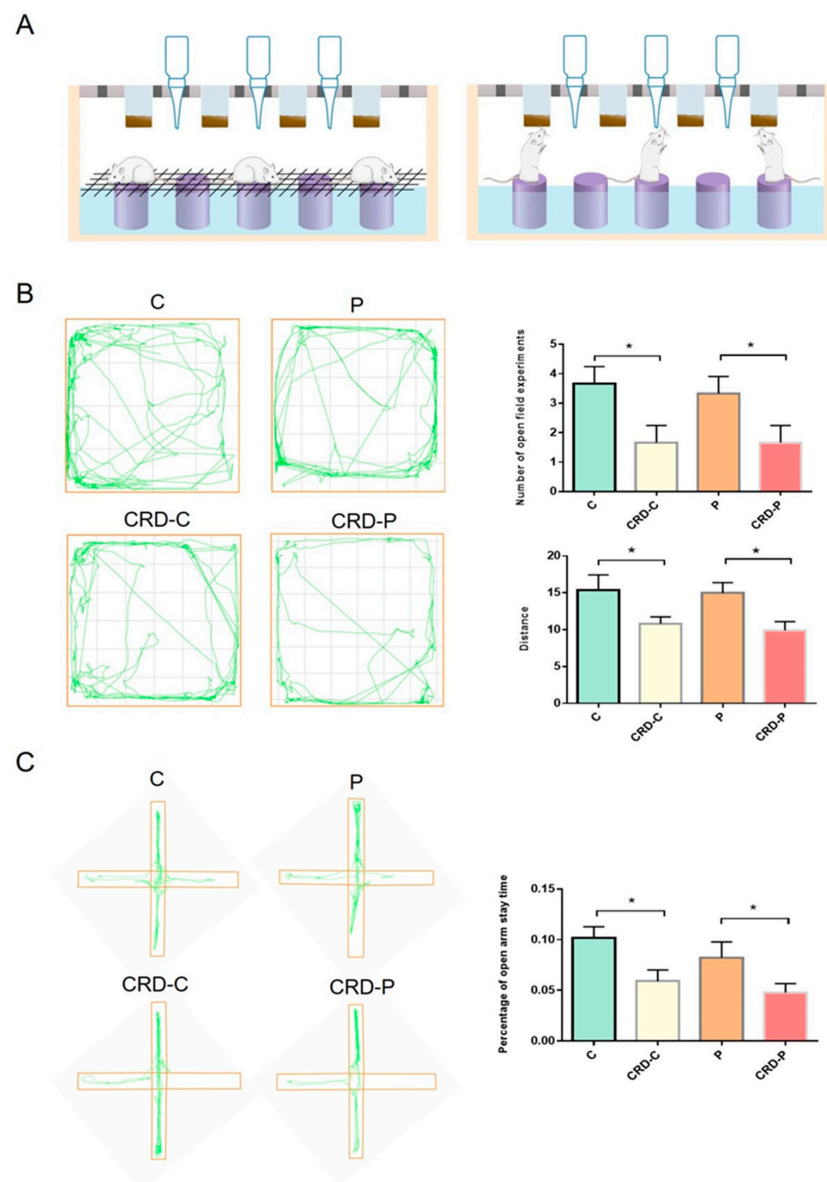 A
B
C
P
CRD-C
CRD-P
Number of open field experiments
5
4
3
2
1
0
C
CRD-C
P
CRD-P
*
*
Distance
20
15
10
5
0
C
CRD-C
P
CRD-P
*
*
C
C
P
CRD-C
CRD-P
Percentage of open arm stay time
0.15
0.10
0.05
0.00
C
CRD-C
P
CRD-P
*
*